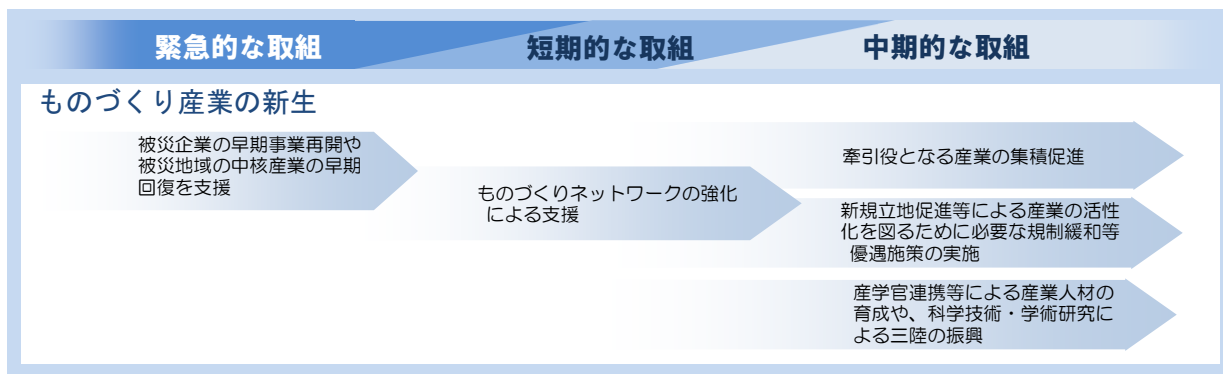 緊急的な取組
短期的な取組
中期的な取組
ものづくり産業の新生
被災企業の早期事業再開や
被災地域の中核産業の早期
回復を支援
ものづくりネットワークの強化
による支援
牽引役となる産業の集積促進
新規立地促進等による産業の活性
化を図るために必要な規制緩和等
優遇施策の実施
産学官連携等による産業人材の
育成や、科学技術・学術研究に
よる三陸の振興